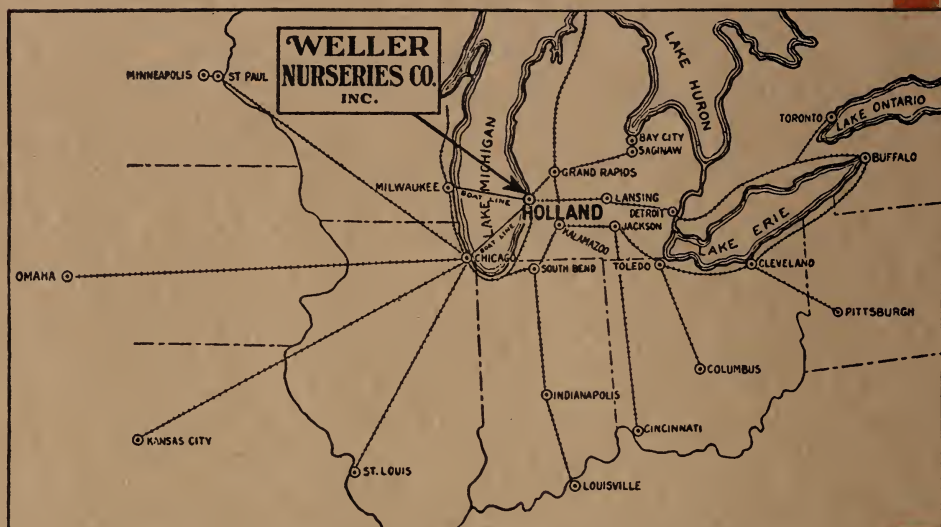 WELLER
NURSERIES CO.
INC.
MINNEAPOLIS
ST PAUL
LAKE HURON
LAKE ONTARIO
TORONTO
BAY CITY
SAGINAW
BUFFALO
LAKE MICHIGAN
GRAND RAPIDS
MILWAUKEE
BOAT LINE
LANSING
HOLLAND
DETROIT
JACKSON
LAKE ERIE
BOAT LINE
KALAMAZOO
CHICAGO
OMAHA
SOUTH BEND
TOLEDO
CLEVELAND
PITTSBURGH
COLUMBUS
INDIANAPOLIS
KANSAS CITY
CINCINNATI
ST. LOUIS
LOUISVILLE